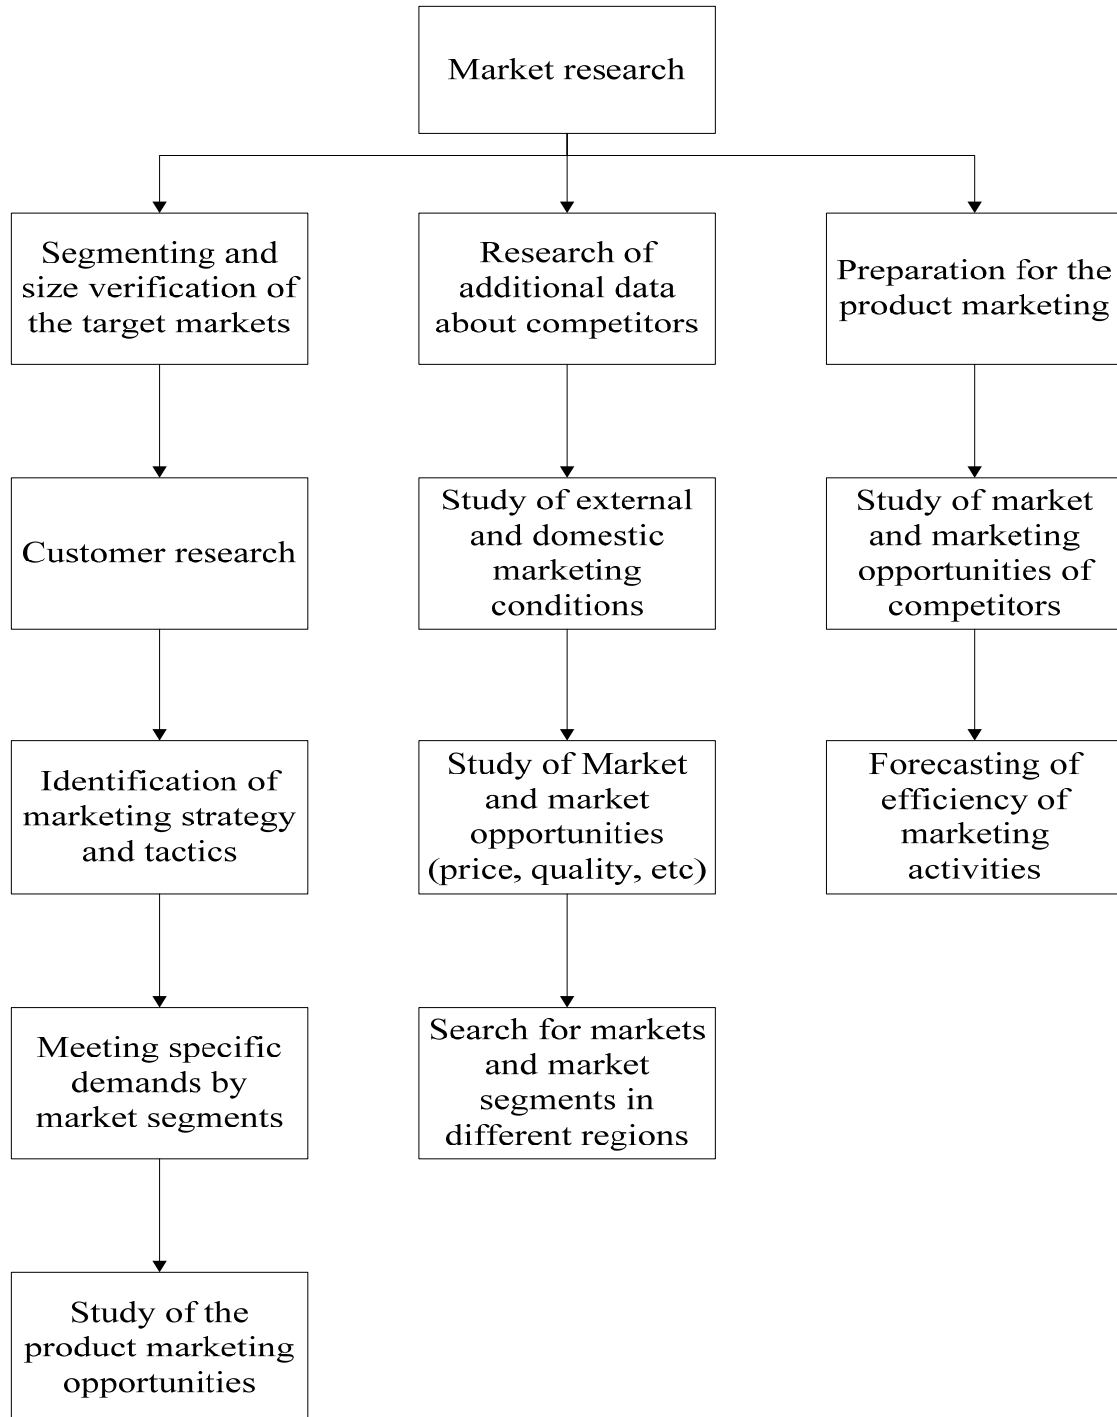 Market research
Segmenting and
size verification of
the target markets
Research of
additional data
about competitors
Preparation for the
product marketing
Customer research
Study of external
and domestic
marketing
conditions
Study of market
and marketing
opportunities of
competitors
Identification of
marketing strategy
and tactics
Study of Market
and market
opportunities
(price, quality, etc)
Forecasting of
efficiency of
marketing
activities
Meeting specific
demands by
market segments
Search for markets
and market
segments in
different regions
Study of the
product marketing
opportunities